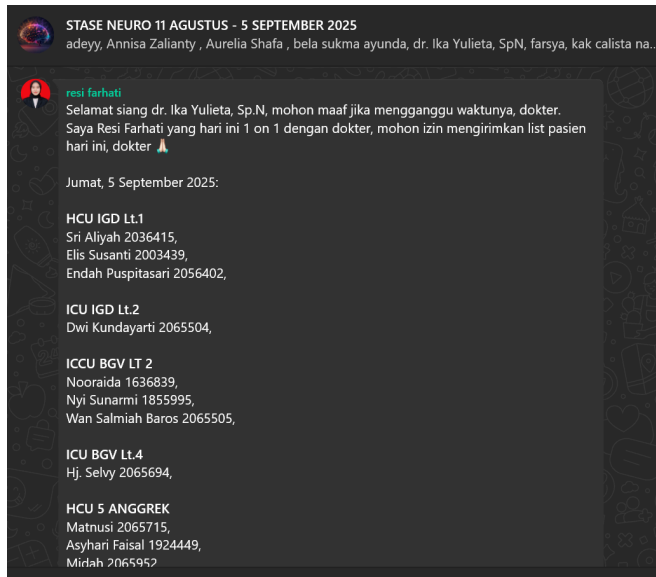 STASE NEURO 11 AGUSTUS - 5 SEPTEMBER 2025
adeyy, Annisa Zalianty , Aurelia Shafa , bela sukma ayunda, dr. Ika Yulieta, SpN, farsya, kak calista na...
resi farhati
Selamat siang dr. Ika Yulieta, Sp.N, mohon maaf jika mengganggu waktunya, dokter.
Saya Resi Farhati yang hari ini 1 on 1 dengan dokter, mohon izin mengirimkan list pasien
hari ini, dokter 🙏🏻
Jumat, 5 September 2025:
HCU IGD Lt.1
Sri Aliyah 2036415,
Elis Susanti 2003439,
Endah Puspitasari 2056402,
ICU IGD Lt.2
Dwi Kundayarti 2065504,
ICCU BGV LT 2
Nooraida 1636839,
Nyi Sunarmi 1855995,
Wan Salmiah Baros 2065505,
ICU BGV Lt.4
Hj. Selvy 2065694,
HCU 5 ANGGREK
Matnusi 2065715,
Asyhari Faisal 1924449,
Midah 2065952